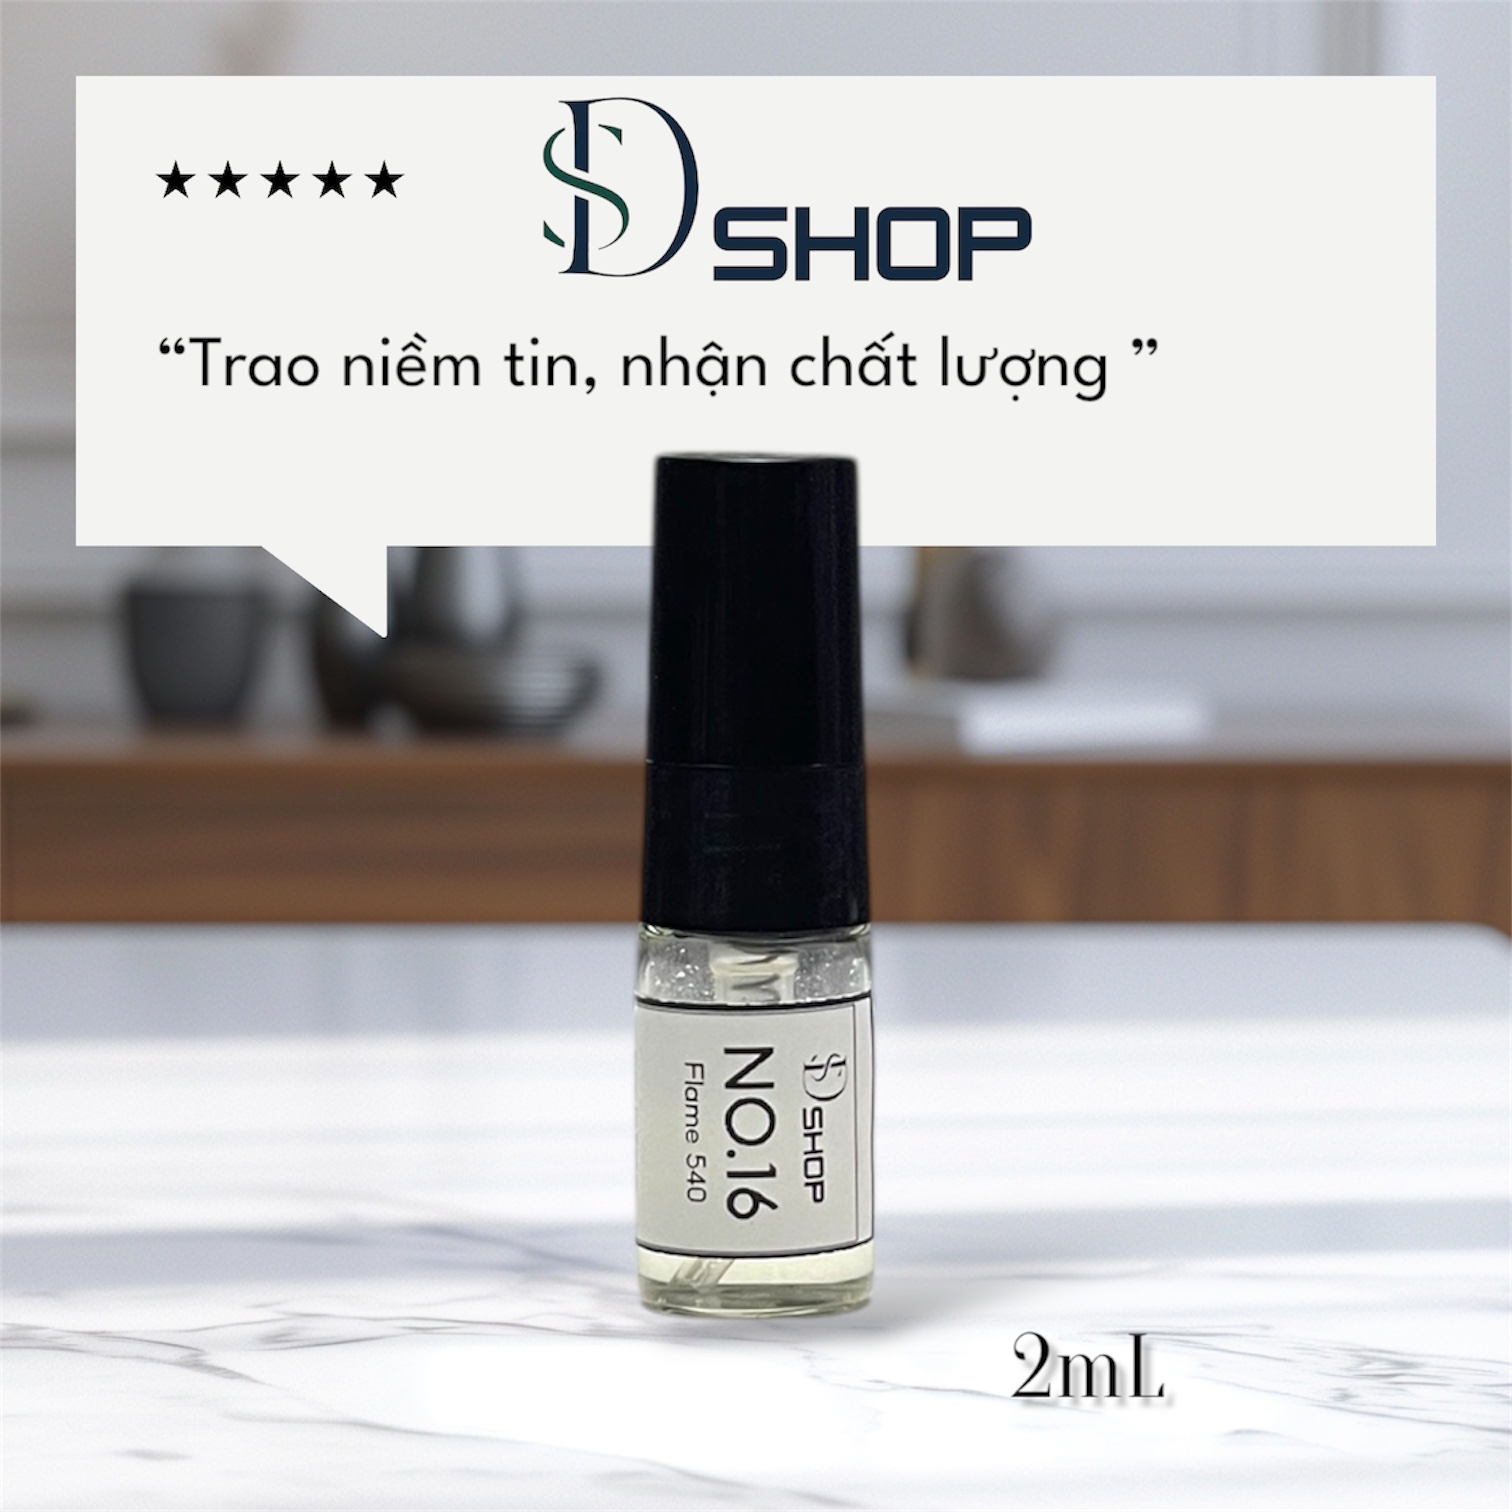 ★★★★★
SD SHOP
“Trao niềm tin, nhận chất lượng ”
SD SHOP
NO.16
Flame 540
2mL